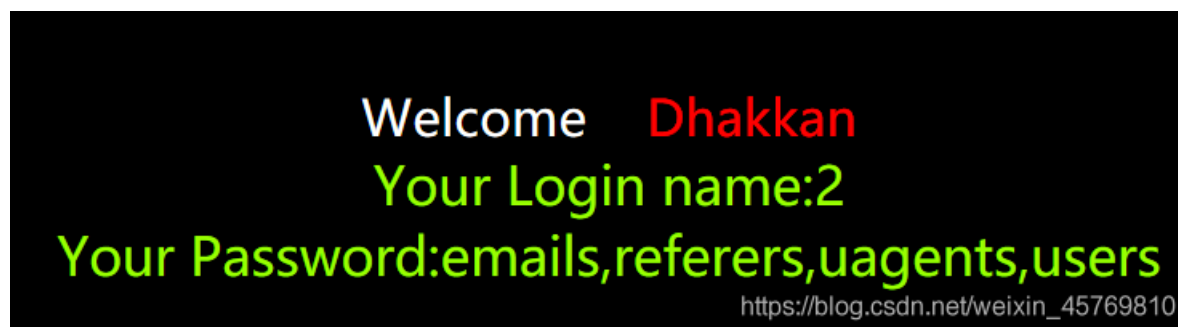 Welcome Dhakkan
Your Login name:2
Your Password:emails,referers,uagents,users
https://blog.csdn.net/weixin_45769810